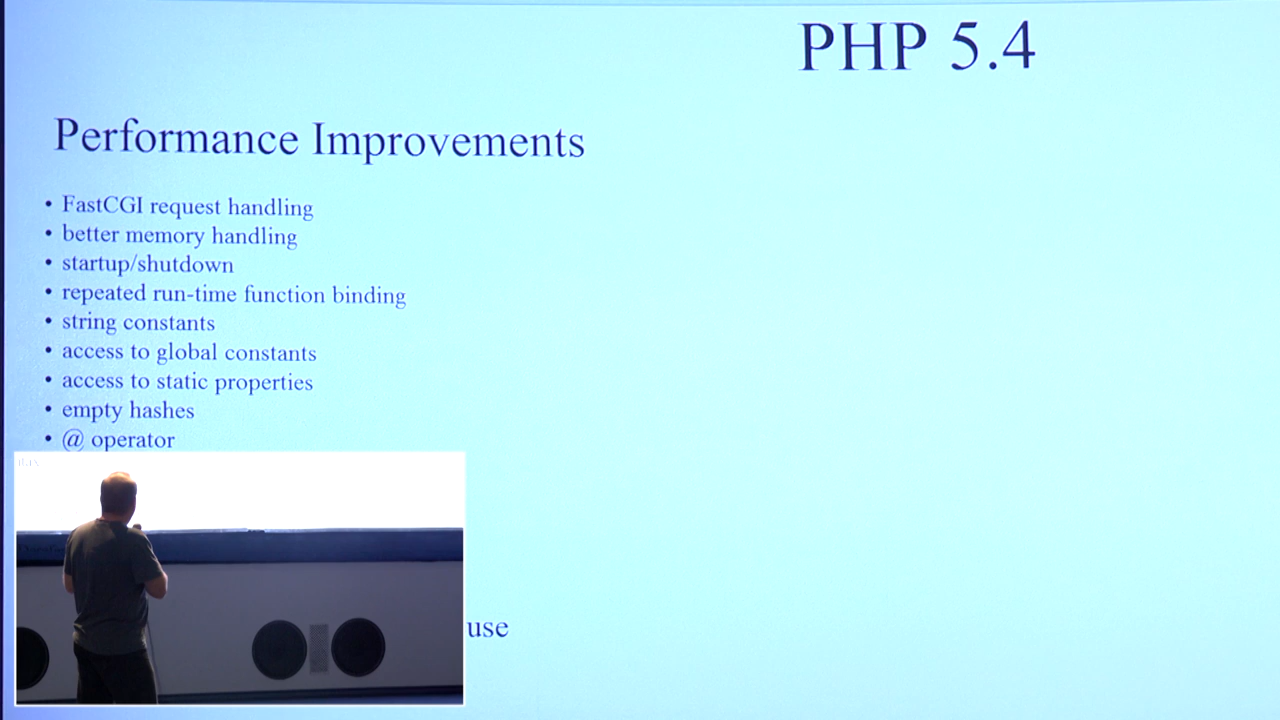 PHP 5.4
Performance Improvements
• FastCGI request handling
• better memory handling
• startup/shutdown
• repeated run-time function binding
• string constants
• access to global constants
• access to static properties
• empty hashes
• @ operator
use